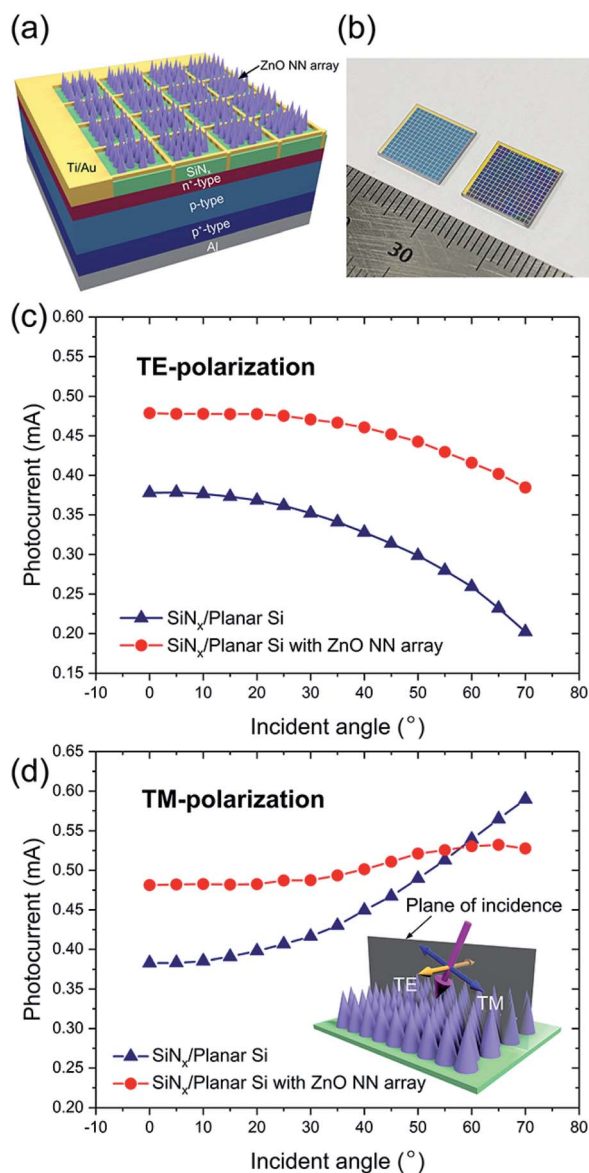 (a)
ZnO NN array
Ti/Au
SiNₓ
n⁺-type
p-type
p⁺-type
Al
(b)
30
(c)
TE-polarization
Photocurrent (mA)
0.60
0.55
0.50
0.45
0.40
0.35
0.30
0.25
0.20
0.15
SiNₓ/Planar Si
SiNₓ/Planar Si with ZnO NN array
-10 0 10 20 30 40 50 60 70 80
Incident angle (°)
(d)
TM-polarization
Photocurrent (mA)
0.65
0.60
0.55
0.50
0.45
0.40
0.35
0.30
0.25
0.20
Plane of incidence
TE
TM
SiNₓ/Planar Si
SiNₓ/Planar Si with ZnO NN array
-10 0 10 20 30 40 50 60 70 80
Incident angle (°)